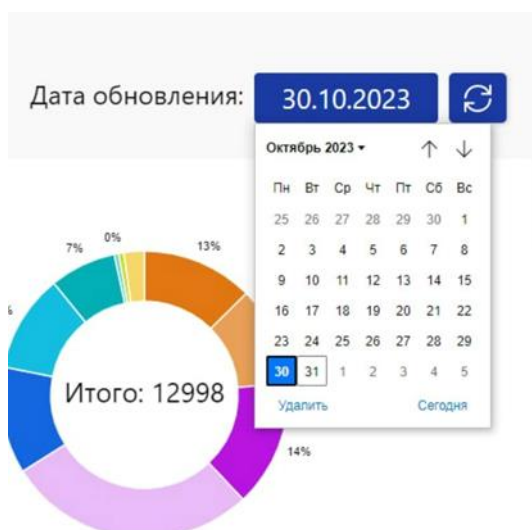 Дата обновления: 30.10.2023
Октябрь 2023
Пн Вт Ср Чт Пт Сб Вс
25 26 27 28 29 30 1
2 3 4 5 6 7 8
9 10 11 12 13 14 15
16 17 18 19 20 21 22
23 24 25 26 27 28 29
30 31 1 2 3 4 5
Удалить Сегодня
7% 0% 13%
Итого: 12998
14%